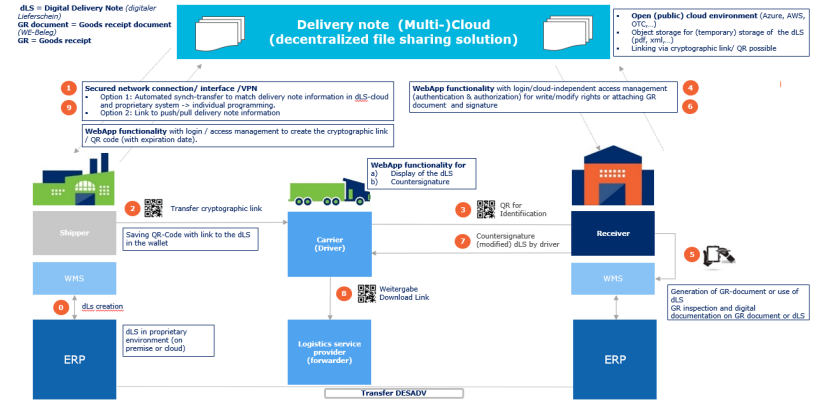 dLS = Digital Delivery Note (digitaler
Lieferschein)
GR document = Goods receipt document
(WE-Beleg)
GR = Goods receipt
Delivery note (Multi-)Cloud
(decentralized file sharing solution)
• Open (public) cloud environment (Azure, AWS,
OTC,...)
• Object storage for (temporary) storage of the dLS
(pdf, xml,...)
• Linking via cryptographic link/ QR possible
1
9
Secured network connection/ interface /VPN
• Option 1: Automated synch-transfer to match delivery note information in dLS-cloud
and proprietary system -> individual programming.
• Option 2: Link to push/pull delivery note information
WebApp functionality with login / access management to create the cryptographic link
/ QR code (with expiration date).
WebApp functionality with login/cloud-independent access management
(authentication & authorization) for write/modify rights or attaching GR
document and signature
4
6
WebApp functionality for
a) Display of the dLS
b) Countersignature
2
Transfer cryptographic link
3
QR for
Identifiication
Shipper
Saving QR-Code with link to the dLS
in the wallet
Carrier
(Driver)
7
Countersignature
(modified) dLS by driver
Receiver
5
WMS
WMS
8
Weitergabe
Download Link
Generation of GR-document or use of
dLS
GR inspection and digital
documentation on GR document or dLS
0
dLs creation
ERP
dLS in proprietary
environment (on
premise or cloud)
Logistics service
provider
(forwarder)
ERP
Transfer DESADV